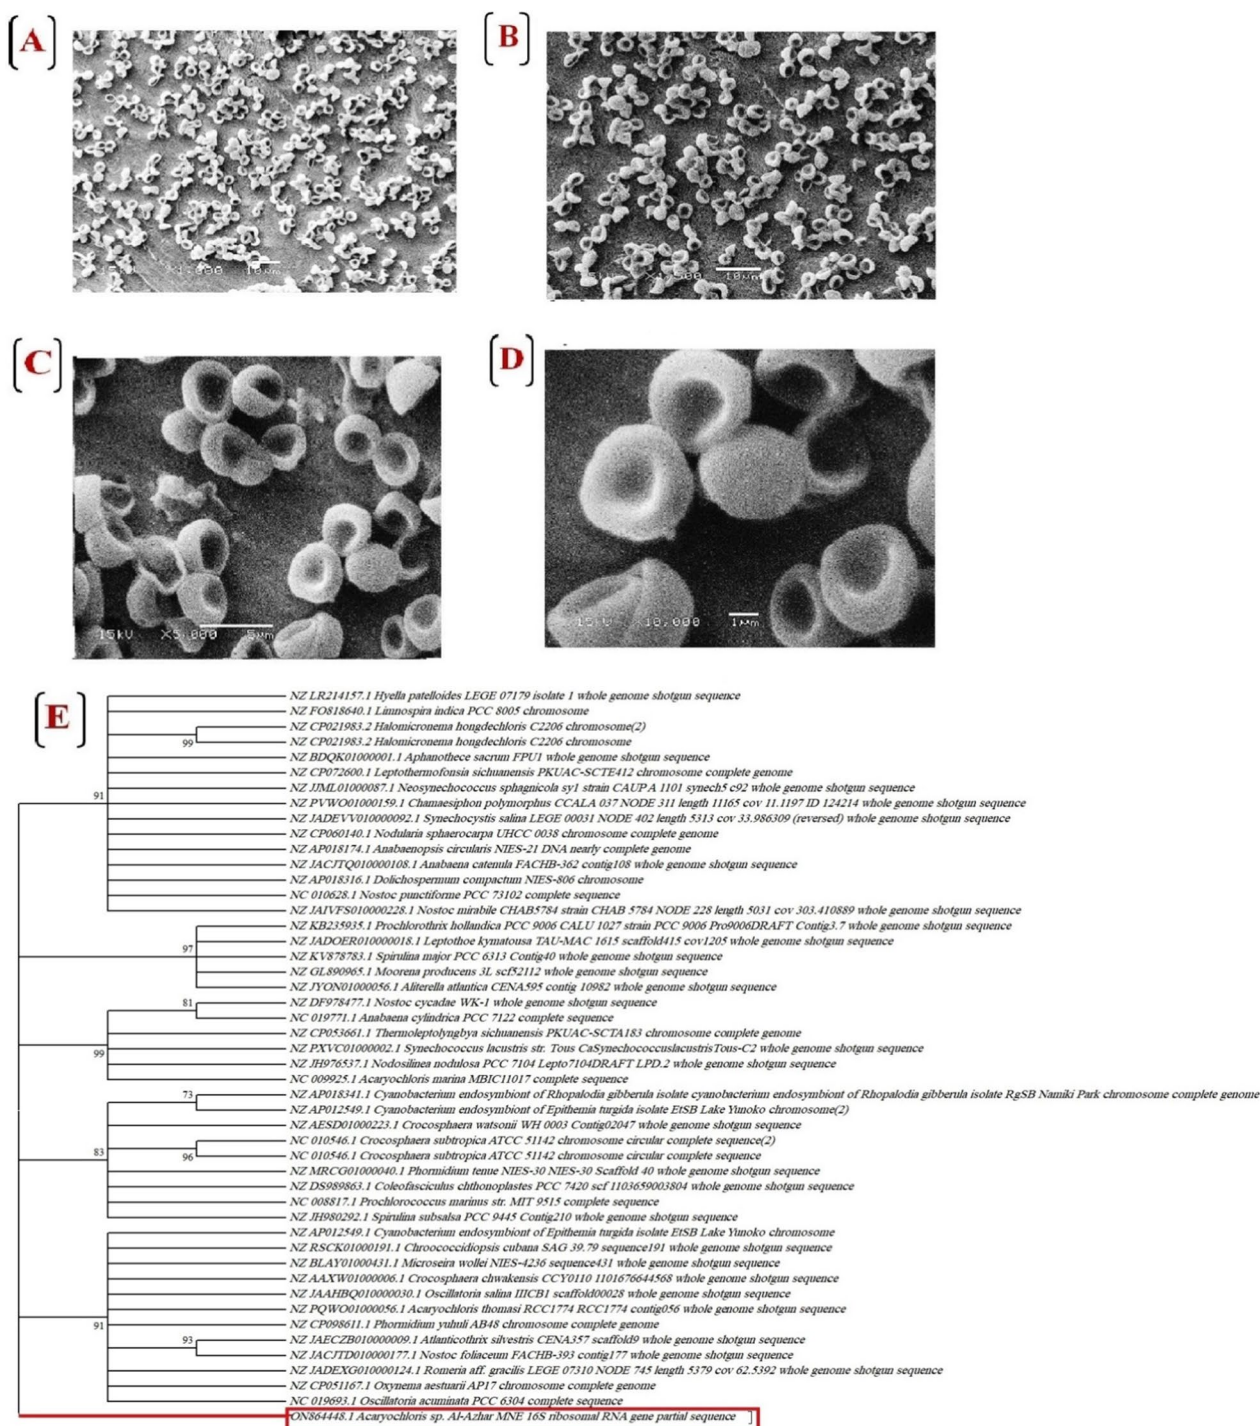 A
B
X1,000 10µm
10µm
C
D
15kV X5,000 5µm
15kV 10,000 1µm
E
NZ LR214157.1 Hyella patelloides LEGE 07179 isolate 1 whole genome shotgun sequence
NZ FO818640.1 Limnospira indica PCC 8005 chromosome
NZ CP021983.2 Halomicronema hongdechloris C2206 chromosome(2)
99
NZ CP021983.2 Halomicronema hongdechloris C2206 chromosome
NZ BDQK01000001.1 Aphanothece sacrum FPU1 whole genome shotgun sequence
NZ CP072600.1 Leptothermofonsia sichuanensis PKUAC-SCTE412 chromosome complete genome
NZ JJML01000087.1 Neosynechococcus sphagnicola sy1 strain CAUP A 1101 synech5 c92 whole genome shotgun sequence
91
NZ PVWO01000159.1 Chamaesiphon polymorphus CCALA 037 NODE 311 length 11165 cov 11.1197 ID 124214 whole genome shotgun sequence
NZ JADEVV010000092.1 Synechocystis salina LEGE 00031 NODE 402 length 5313 cov 33.986309 (reversed) whole genome shotgun sequence
NZ CP060140.1 Nodularia sphaerocarpa UHCC 0038 chromosome complete genome
NZ AP018174.1 Anabaenopsis circularis NIES-21 DNA nearly complete genome
NZ JACJTQ010000108.1 Anabaena catenula FACHB-362 contig108 whole genome shotgun sequence
NZ AP018316.1 Dolichospermum compactum NIES-806 chromosome
NC 010628.1 Nostoc punctiforme PCC 73102 complete sequence
NZ JAIVFS010000228.1 Nostoc mirabile CHAB5784 strain CHAB 5784 NODE 228 length 5031 cov 303.410889 whole genome shotgun sequence
NZ KB235935.1 Prochlorothrix hollandica PCC 9006 CALU 1027 strain PCC 9006 Pro9006DRAFT Contig3.7 whole genome shotgun sequence
NZ JADOER010000018.1 Leptothoe kymatousa TAU-MAC 1615 scaffold415 cov1205 whole genome shotgun sequence
97
NZ KV878783.1 Spirulina major PCC 6313 Contig40 whole genome shotgun sequence
NZ GL890965.1 Moorena producens 3L scf52112 whole genome shotgun sequence
NZ JYON01000056.1 Aliterella atlantica CENA595 contig 10982 whole genome shotgun sequence
81
NZ DF978477.1 Nostoc cycadae WK-1 whole genome shotgun sequence
NC 019771.1 Anabaena cylindrica PCC 7122 complete sequence
NZ CP053661.1 Thermoleptolyngbya sichuanensis PKUAC-SCTA183 chromosome complete genome
99
NZ PXVC01000002.1 Synechococcus lacustris str. Tous CaSynechococcuslacustrisTous-C2 whole genome shotgun sequence
NZ JH976537.1 Nodosilinea nodulosa PCC 7104 Lepto7104DRAFT LPD.2 whole genome shotgun sequence
NC 009925.1 Acaryochloris marina MBIC11017 complete sequence
73
NZ AP018341.1 Cyanobacterium endosymbiont of Rhopalodia gibberula isolate cyanobacterium endosymbiont of Rhopalodia gibberula isolate RgSB Namiki Park chromosome complete genome
NZ AP012549.1 Cyanobacterium endosymbiont of Epithemia turgida isolate EtSB Lake Yunoko chromosome(2)
NZ AESD01000223.1 Crocosphaera watsonii WH 0003 Contig02047 whole genome shotgun sequence
NC 010546.1 Crocosphaera subtropica ATCC 51142 chromosome circular complete sequence(2)
83
96
NC 010546.1 Crocosphaera subtropica ATCC 51142 chromosome circular complete sequence
NZ MRCG01000040.1 Phormidium tenue NIES-30 NIES-30 Scaffold 40 whole genome shotgun sequence
NZ DS989863.1 Coleofasciculus chthonoplastes PCC 7420 scf 1103659003804 whole genome shotgun sequence
NC 008817.1 Prochlorococcus marinus str. MIT 9515 complete sequence
NZ JH980292.1 Spirulina subsalsa PCC 9445 Contig210 whole genome shotgun sequence
NZ AP012549.1 Cyanobacterium endosymbiont of Epithemia turgida isolate EtSB Lake Yunoko chromosome
NZ RSCK01000191.1 Chroococcidiopsis cubana SAG 39.79 sequence191 whole genome shotgun sequence
NZ BLAY01000431.1 Microseira wollei NIES-4236 sequence431 whole genome shotgun sequence
NZ AAXW01000006.1 Crocosphaera chwakensis CCY0110 1101676644568 whole genome shotgun sequence
NZ JAAHBQ010000030.1 Oscillatoria salina IIICB1 scaffold00028 whole genome shotgun sequence
NZ PQWO01000056.1 Acaryochloris thomasi RCC1774 RCC1774 contig056 whole genome shotgun sequence
91
NZ CP098611.1 Phormidium yuhuli AB48 chromosome complete genome
93
NZ JAECZB010000009.1 Atlanticothrix silvestris CENA357 scaffold9 whole genome shotgun sequence
NZ JACJTD010000177.1 Nostoc foliaceum FACHB-393 contig177 whole genome shotgun sequence
NZ JADEXG010000124.1 Romeria aff. gracilis LEGE 07310 NODE 745 length 5379 cov 62.5392 whole genome shotgun sequence
NZ CP051167.1 Oxynema aestuarii AP17 chromosome complete genome
NC 019693.1 Oscillatoria acuminata PCC 6304 complete sequence
ON864448.1 Acaryochloris sp. Al-Azhar MNE 16S ribosomal RNA gene partial sequence